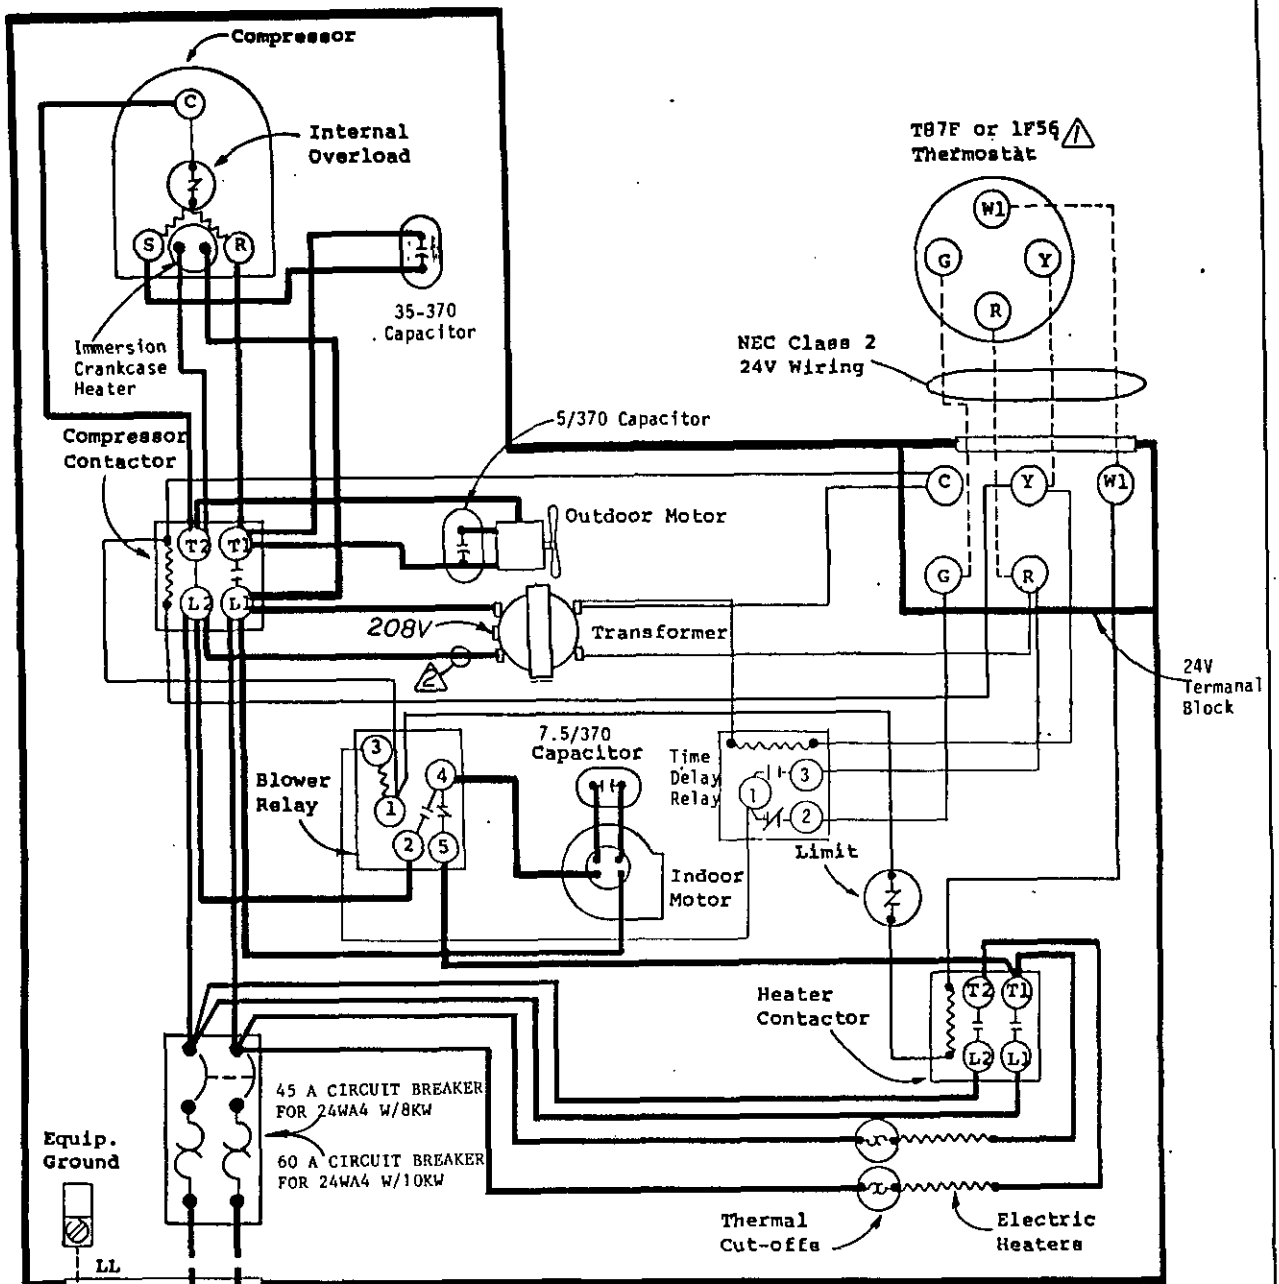 Compressor
C
Internal
Overload
S
R
35-370
Capacitor
Immersion
Crankcase
Heater
T87F or 1F56 1
Thermostat
W1
G
Y
R
NEC Class 2
24V Wiring
5/370 Capacitor
Compressor
Contactor
Outdoor Motor
C
Y
W1
T2
T1
G
R
L2
L1
208V
Transformer
2
24V
Termanal
Block
7.5/370
Capacitor
Time
Delay
Relay
3
4
1
2
5
Blower
Relay
3
1
2
Limit
Indoor
Motor
Heater
Contactor
T2
T1
L2
L1
45 A CIRCUIT BREAKER
FOR 24WA4 W/8KW
60 A CIRCUIT BREAKER
FOR 24WA4 W/10KW
Equip.
Ground
Thermal
Cut-offs
Electric
Heaters
LL